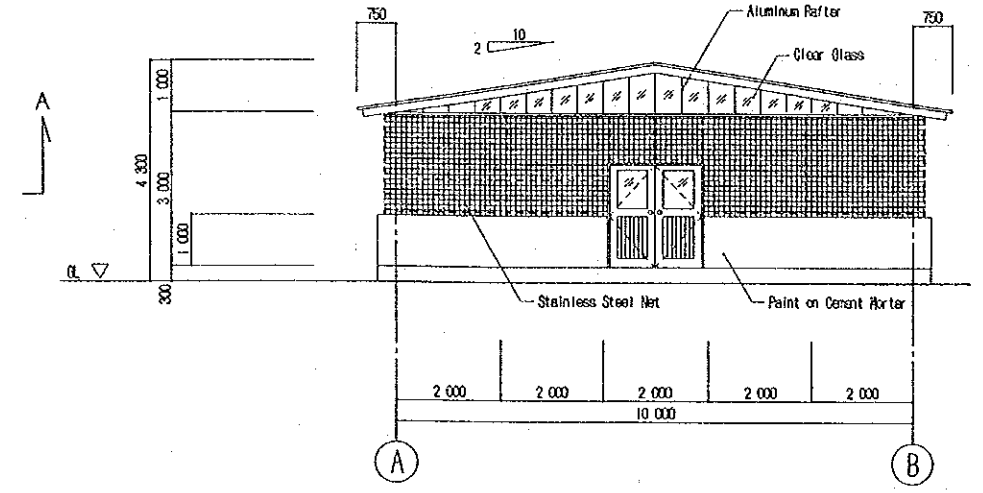 750
Aluminum Rafter
750
10
2
Clear Glass
A
1 000
4 300
3 000
1 000
GL
300
Stainless Steel Net
Paint on Cement Mortar
2 000
2 000
2 000
2 000
2 000
10 000
A
B